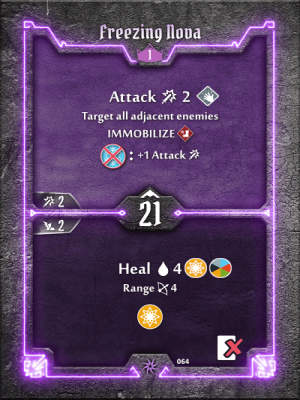 Freezing Nova
1
Attack 2
Target all adjacent enemies
IMMOBILIZE
: +1 Attack
2
21
2
Heal 4
Range 4
064